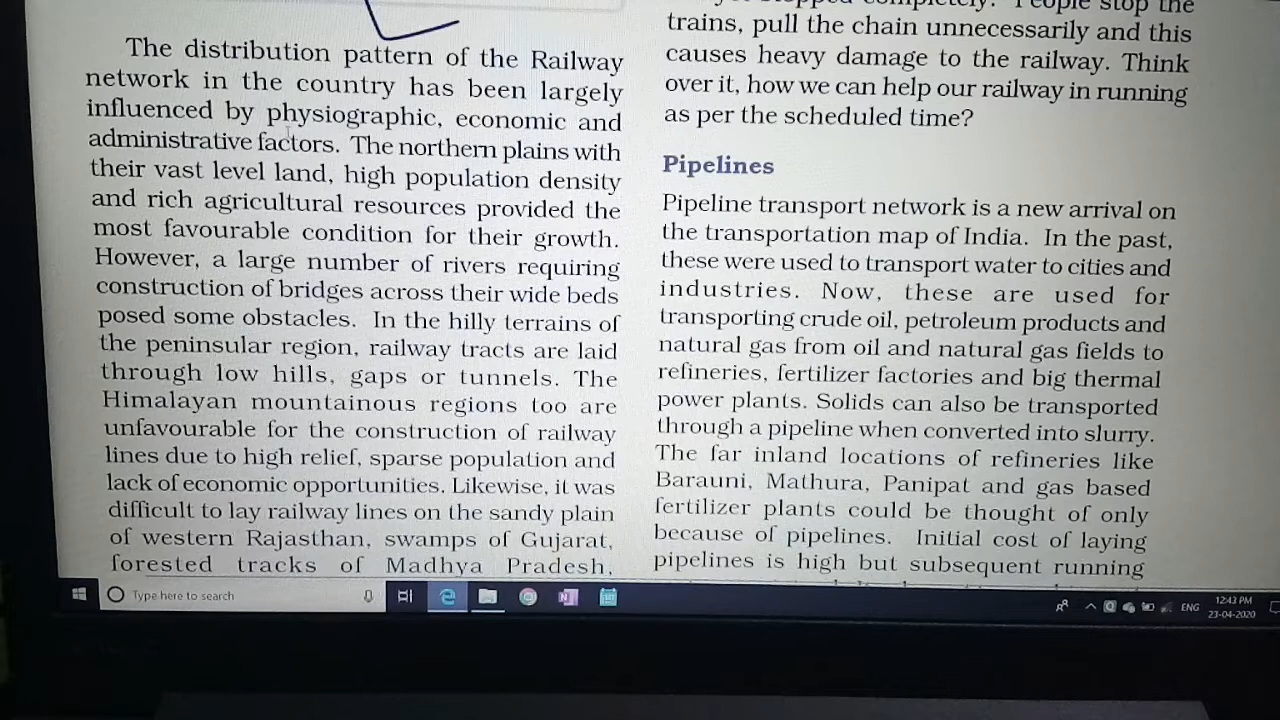 The distribution pattern of the Railway
network in the country has been largely
influenced by physiographic, economic and
administrative factors. The northern plains with
their vast level land, high population density
and rich agricultural resources provided the
most favourable condition for their growth.
However, a large number of rivers requiring
construction of bridges across their wide beds
posed some obstacles. In the hilly terrains of
the peninsular region, railway tracts are laid
through low hills, gaps or tunnels. The
Himalayan mountainous regions too are
unfavourable for the construction of railway
lines due to high relief, sparse population and
lack of economic opportunities. Likewise, it was
difficult to lay railway lines on the sandy plain
of western Rajasthan, swamps of Gujarat,
forested tracks of Madhya Pradesh,
stopped completely. People stop the
trains, pull the chain unnecessarily and this
causes heavy damage to the railway. Think
over it, how we can help our railway in running
as per the scheduled time?
Pipelines
Pipeline transport network is a new arrival on
the transportation map of India. In the past,
these were used to transport water to cities and
industries. Now, these are used for
transporting crude oil, petroleum products and
natural gas from oil and natural gas fields to
refineries, fertilizer factories and big thermal
power plants. Solids can also be transported
through a pipeline when converted into slurry.
The far inland locations of refineries like
Barauni, Mathura, Panipat and gas based
fertilizer plants could be thought of only
because of pipelines. Initial cost of laying
pipelines is high but subsequent running
Type here to search
ENG
12:43 PM
23-04-2020